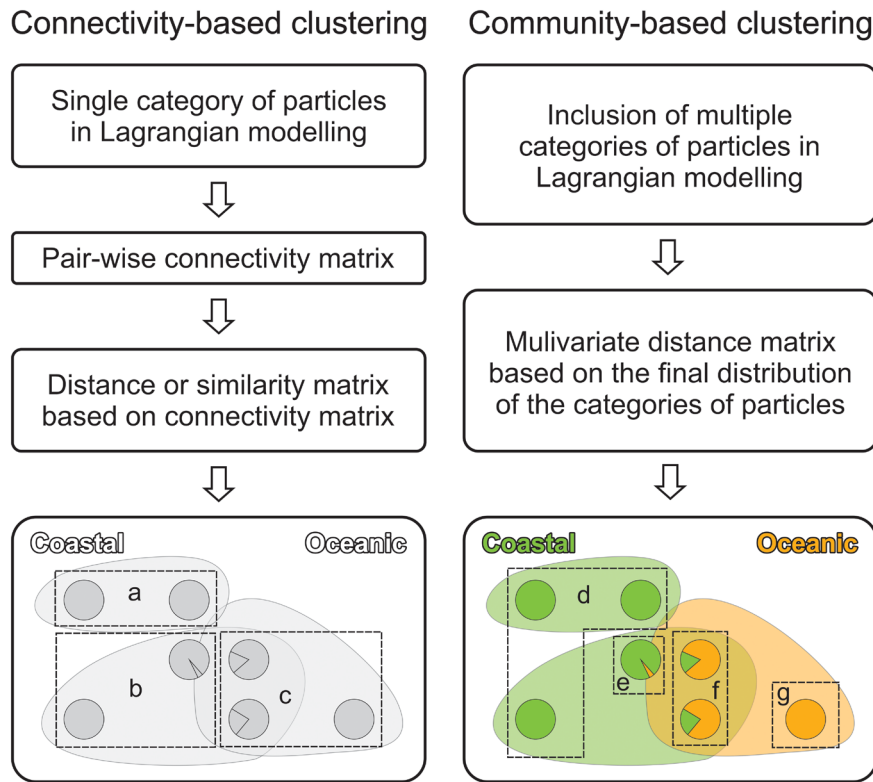 Connectivity-based clustering
Single category of particles
in Lagrangian modelling
Pair-wise connectivity matrix
Distance or similarity matrix
based on connectivity matrix
Coastal
Oceanic
a
b
c
Community-based clustering
Inclusion of multiple
categories of particles in
Lagrangian modelling
Mulivariate distance matrix
based on the final distribution
of the categories of particles
Coastal
Oceanic
d
e
f
g